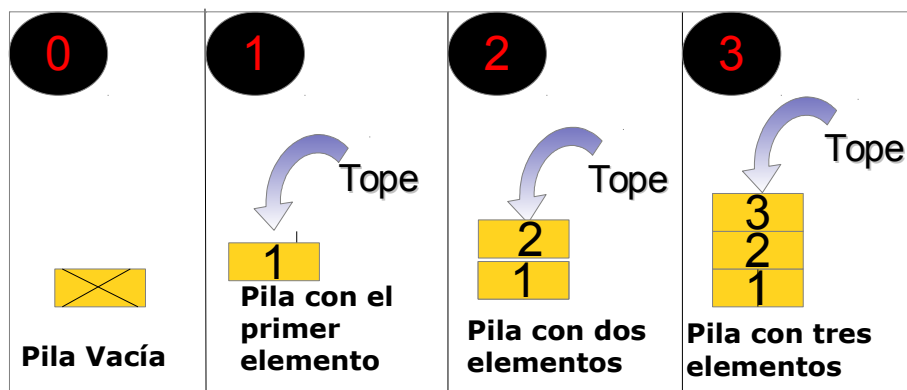 0
Pila Vacía
1
Tope
1
Pila con el
primer
elemento
2
Tope
2
1
Pila con dos
elementos
3
Tope
3
2
1
Pila con tres
elementos